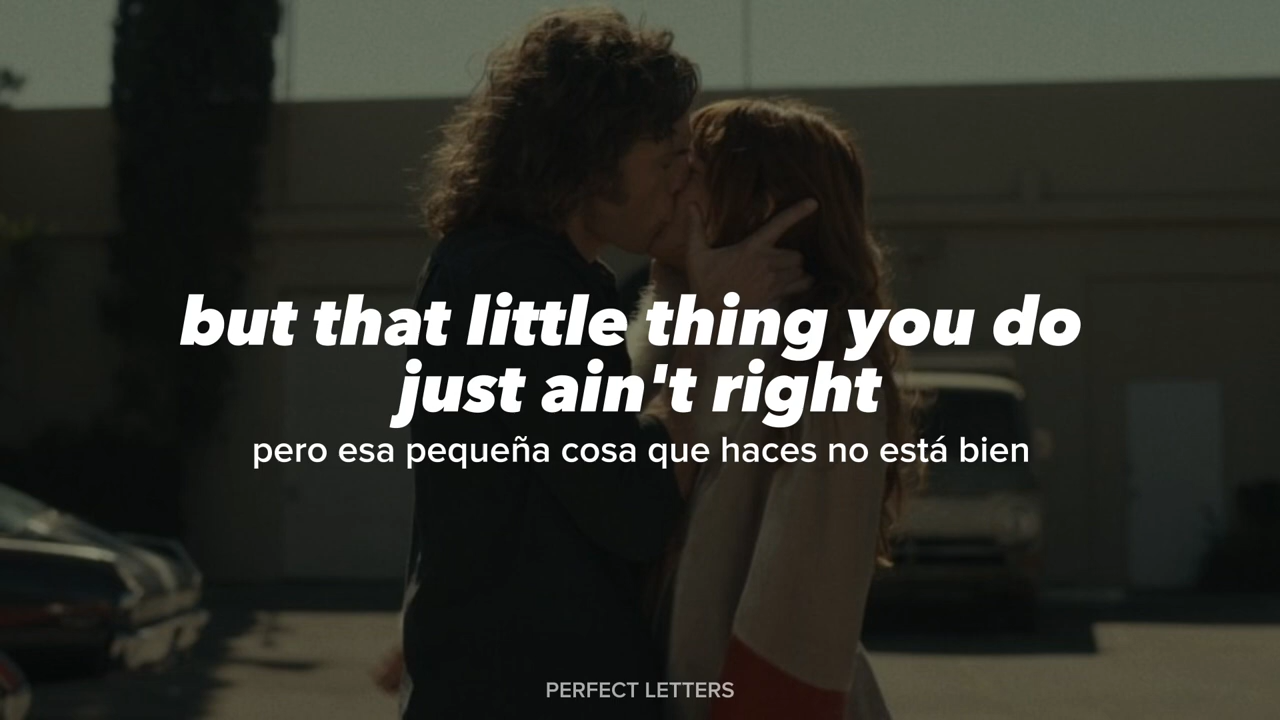 but that little thing you do
just ain't right
pero esa pequeña cosa que haces no está bien
PERFECT LETTERS